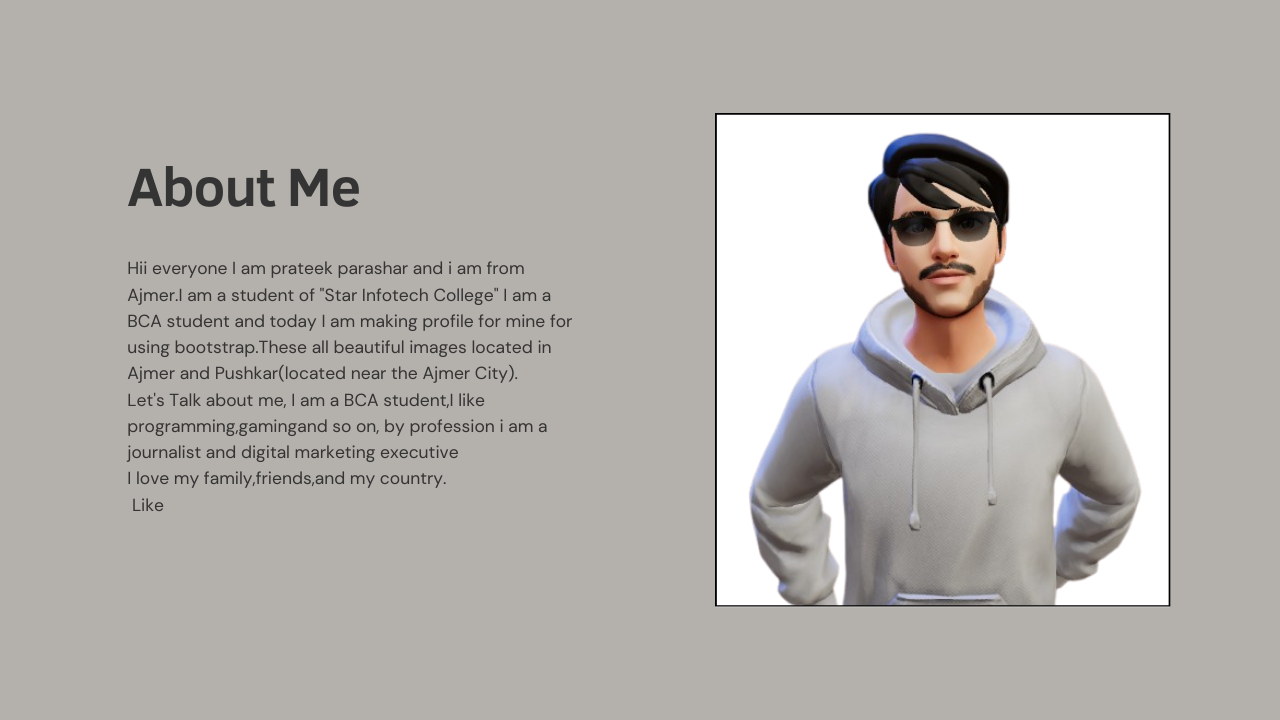 About Me
Hii everyone I am prateek parashar and i am from
Ajmer.I am a student of "Star Infotech College" I am a
BCA student and today I am making profile for mine for
using bootstrap.These all beautiful images located in
Ajmer and Pushkar(located near the Ajmer City).
Let's Talk about me, I am a BCA student,I like
programming,gamingand so on, by profession i am a
journalist and digital marketing executive
I love my family,friends,and my country.
Like